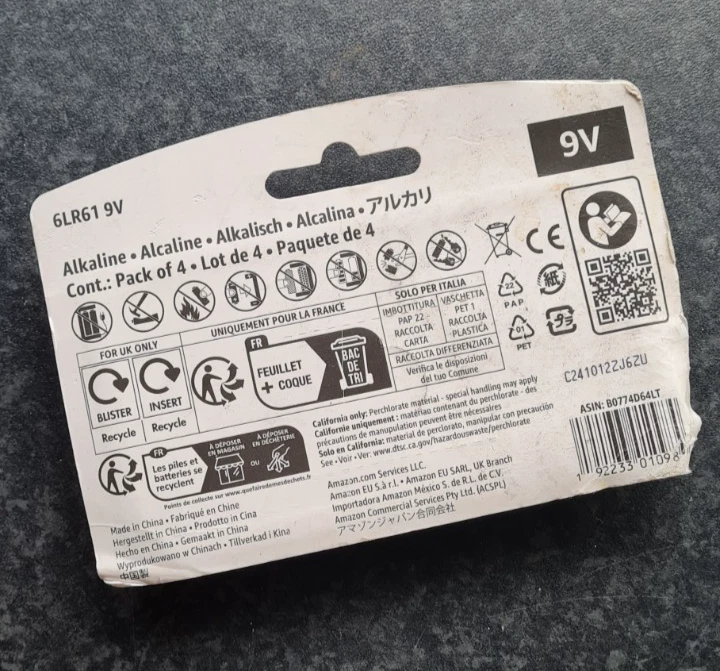 9V
6LR61 9V
Alkaline • Alcaline • Alkalisch • Alcalina • アルカリ
Cont.: Pack of 4 • Lot de 4 • Paquete de 4
CE
22
PAP
紙
01
PET
プラ
FOR UK ONLY
BLISTER
INSERT
Recycle
Recycle
UNIQUEMENT POUR LA FRANCE
FR
FEUILLET
+ COQUE
BAC
DE
TRI
SOLO PER ITALIA
IMBOTTITURA
PAP 22
RACCOLTA
CARTA
VASCHETTA
PET 1
RACCOLTA
PLASTICA
RACCOLTA DIFFERENZIATA
Verifica le disposizioni
del tuo Comune
C241012ZJ6ZU
ASIN: B0774D64LT
1 92233 01098
FR
Les piles et
batteries se
recyclent
À DÉPOSER
EN MAGASIN
OU
À DÉPOSER
EN DÉCHÈTERIE
Points de collecte sur www.quefairedemesdechets.fr
California only: Perchlorate material - special handling may apply
Californie uniquement : matériao contenant du perchlorate - des
précautions de manupulation peuvent être nécessaires
Solo en California: material de perclorato, manipular con precaución
See • Voir • Ver: www.dtsc.ca.gov/hazardouswaste/perchlorate
Amazon.com Services LLC.
Amazon EU S.à r.l. • Amazon EU SARL, UK Branch
Importadora Amazon México S. de R.L. de C.V.
Amazon Commercial Services Pty Ltd. (ACSPL)
アマゾンジャパン合同会社
Made in China • Fabriqué en Chine
Hergestellt in China • Prodotto in Cina
Hecho en China • Gemaakt in China
Wyprodukowano w Chinach • Tillverkad i Kina
中国製